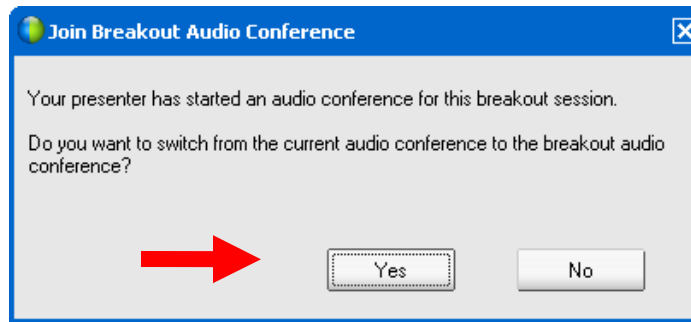 Join Breakout Audio Conference
Your presenter has started an audio conference for this breakout session.
Do you want to switch from the current audio conference to the breakout audio
conference?
Yes No